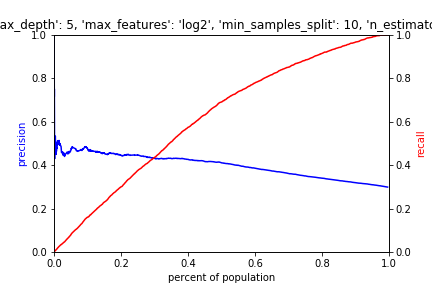 ax_depth': 5, 'max_features': 'log2', 'min_samples_split': 10, 'n_estimato
1.0 1.0
0.8 0.8
0.6 0.6
0.4 0.4
0.2 0.2
0.0 0.0
precision
recall
0.0 0.2 0.4 0.6 0.8 1.0
percent of population